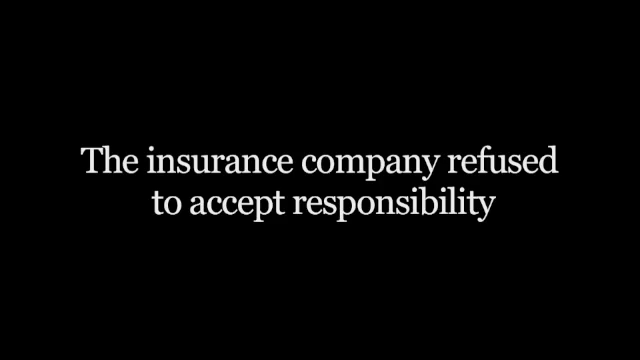 The insurance company refused
to accept responsibility